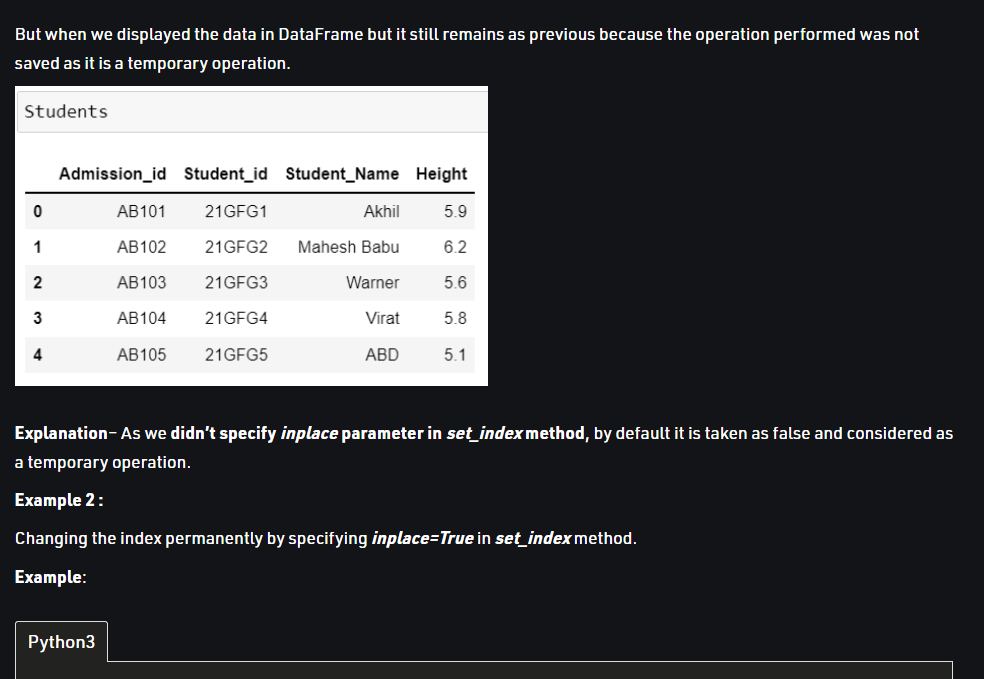 But when we displayed the data in DataFrame but it still remains as previous because the operation performed was not
saved as it is a temporary operation.
Students
Admission_id Student_id Student_Name Height
0 AB101 21GFG1 Akhil 5.9
1 AB102 21GFG2 Mahesh Babu 6.2
2 AB103 21GFG3 Warner 5.6
3 AB104 21GFG4 Virat 5.8
4 AB105 21GFG5 ABD 5.1
Explanation– As we didn't specify inplace parameter in set_index method, by default it is taken as false and considered as
a temporary operation.
Example 2 :
Changing the index permanently by specifying inplace=True in set_index method.
Example:
Python3